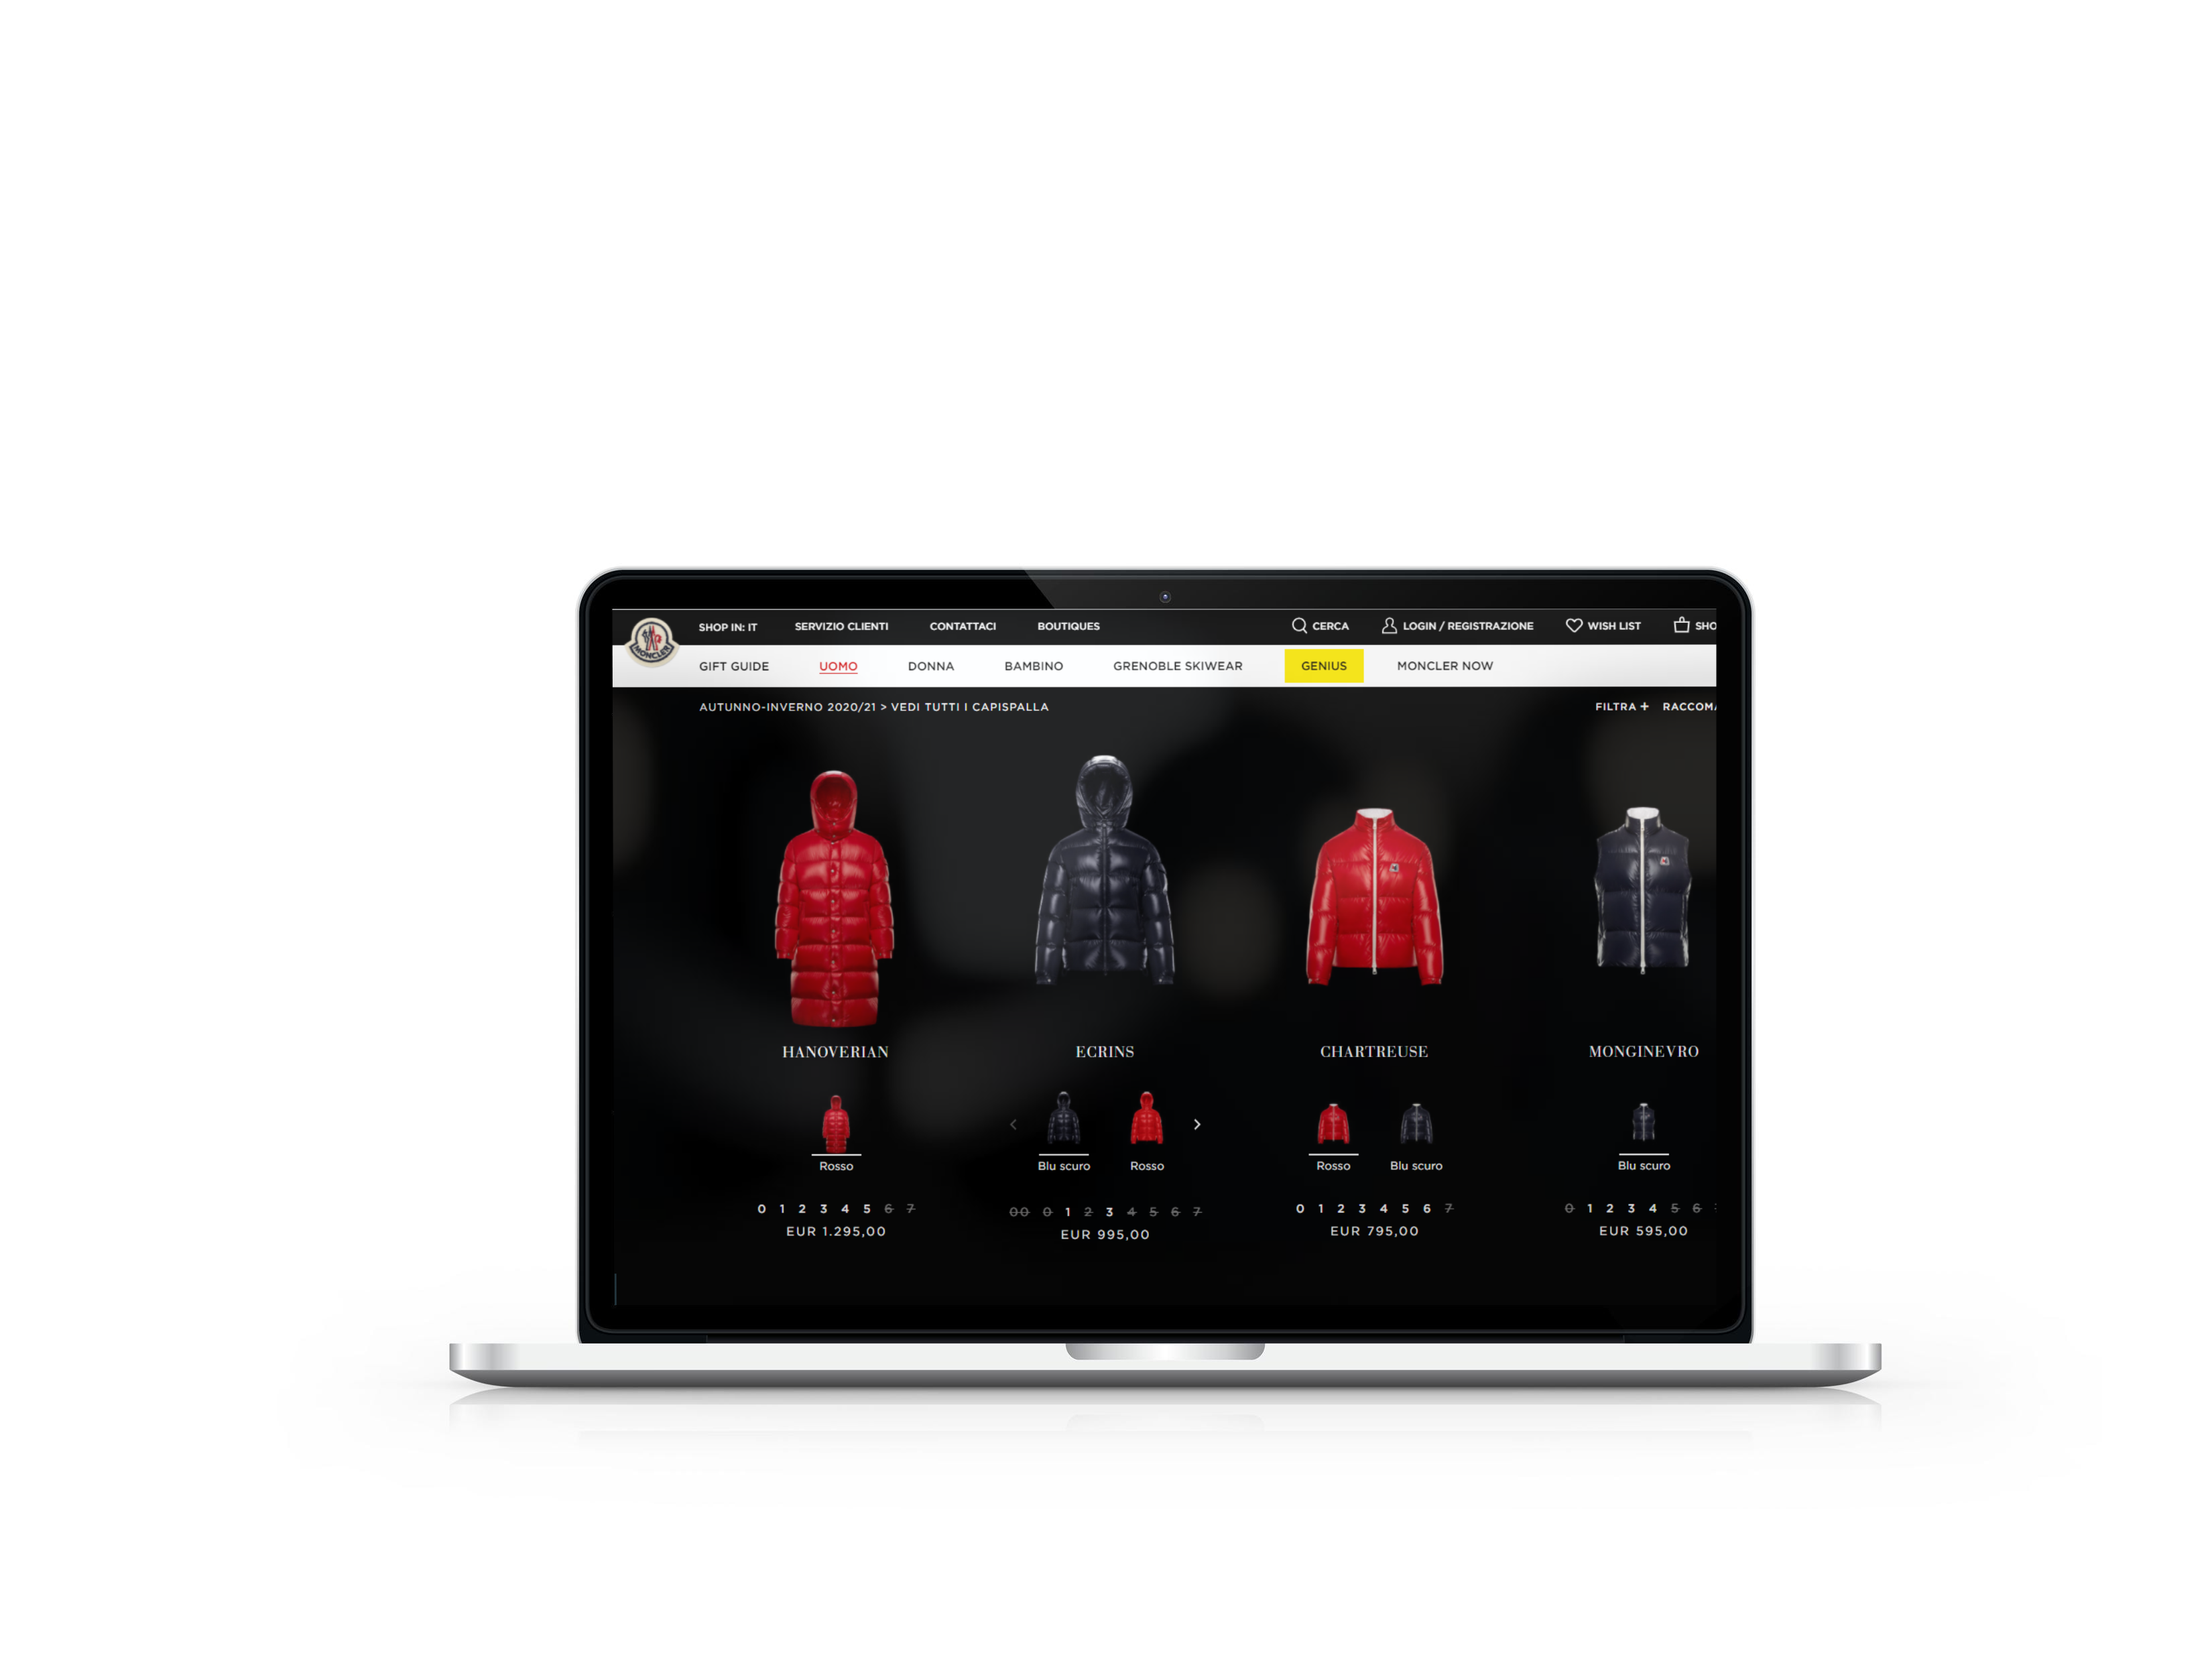 SHOP IN: IT SERVIZIO CLIENTI CONTATTACI BOUTIQUES CERCA LOGIN / REGISTRAZIONE WISH LIST SHO
MONCLER
GIFT GUIDE UOMO DONNA BAMBINO GRENOBLE SKIWEAR GENIUS MONCLER NOW
AUTUNNO-INVERNO 2020/21 > VEDI TUTTI I CAPISPALLA FILTRA + RACCOMA
HANOVERIAN ECRINS CHARTREUSE MONGINEVRO
Rosso Blu scuro Rosso Rosso Blu scuro Blu scuro
0 1 2 3 4 5 6 7 00 0 1 2 3 4 5 6 7 0 1 2 3 4 5 6 7 0 1 2 3 4 5 6
EUR 1.295,00 EUR 995,00 EUR 795,00 EUR 595,00